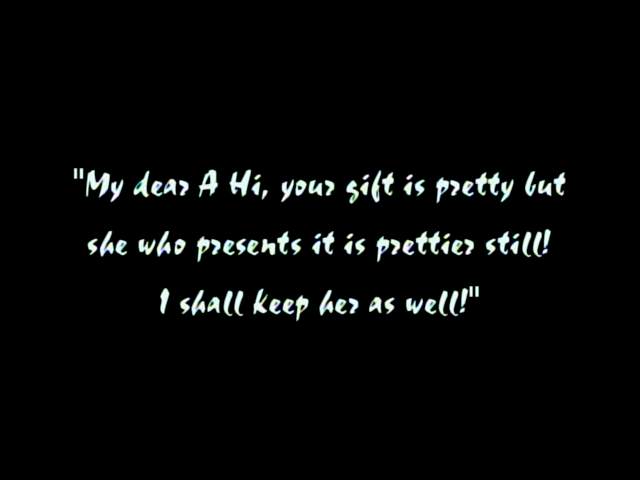 "My dear A Hi, your gift is pretty but
she who presents it is prettier still!
I shall keep her as well!"